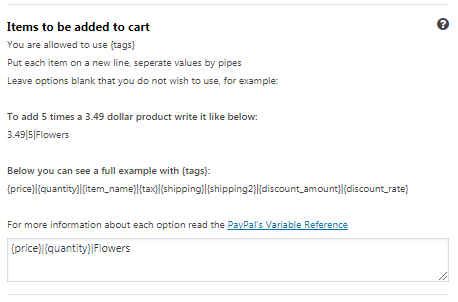 Items to be added to cart
You are allowed to use {tags}
Put each item on a new line, seperate values by pipes
Leave options blank that you do not wish to use, for example:
To add 5 times a 3.49 dollar product write it like below:
3.49|5|Flowers
Below you can see a full example with {tags}:
{price}|{quantity}|{item_name}|{tax}|{shipping}|{shipping2}|{discount_amount}|{discount_rate}
For more information about each option read the PayPal's Variable Reference
{price}|{quantity}|Flowers